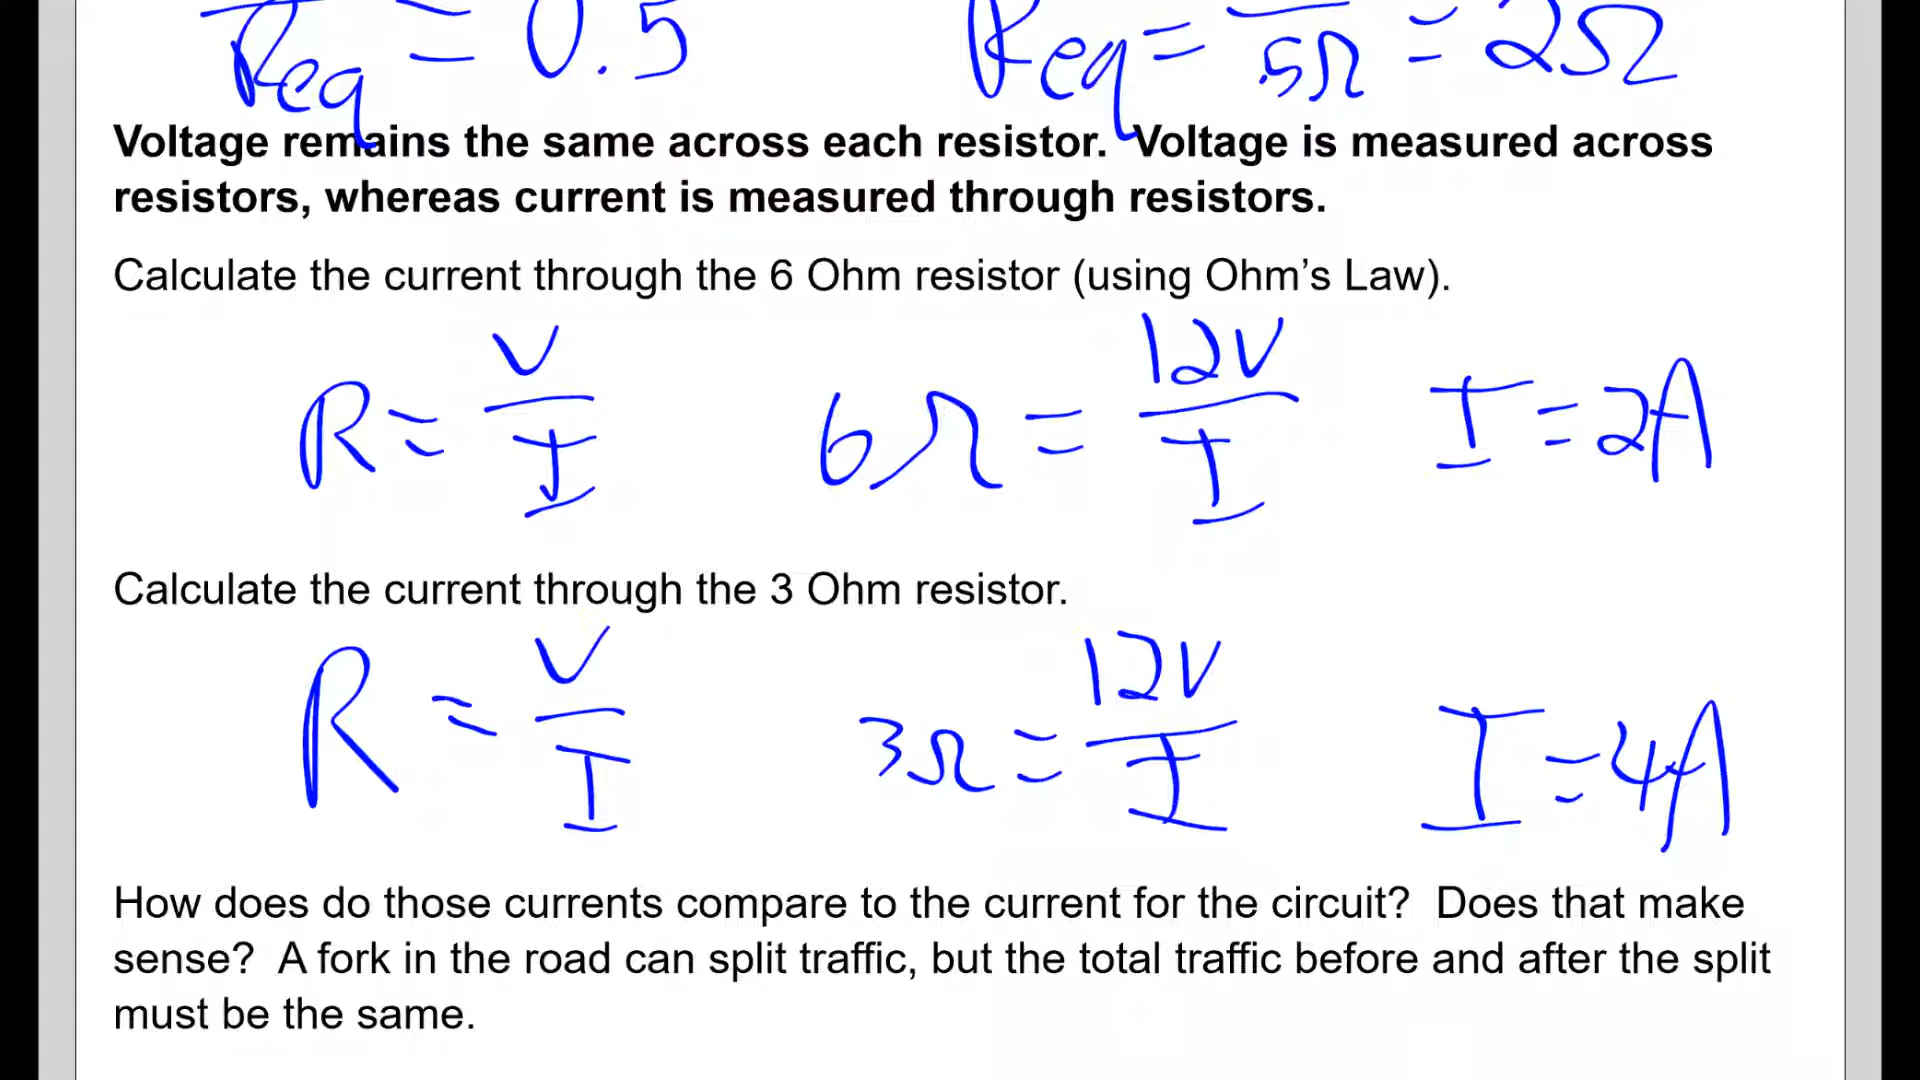 Req = 0.5 Req = .5Ω = 2Ω
Voltage remains the same across each resistor. Voltage is measured across
resistors, whereas current is measured through resistors.
Calculate the current through the 6 Ohm resistor (using Ohm's Law).
R = V/I 6Ω = 12V/I I = 2A
Calculate the current through the 3 Ohm resistor.
R = V/I 3Ω = 12V/I I = 4A
How does do those currents compare to the current for the circuit? Does that make
sense? A fork in the road can split traffic, but the total traffic before and after the split
must be the same.